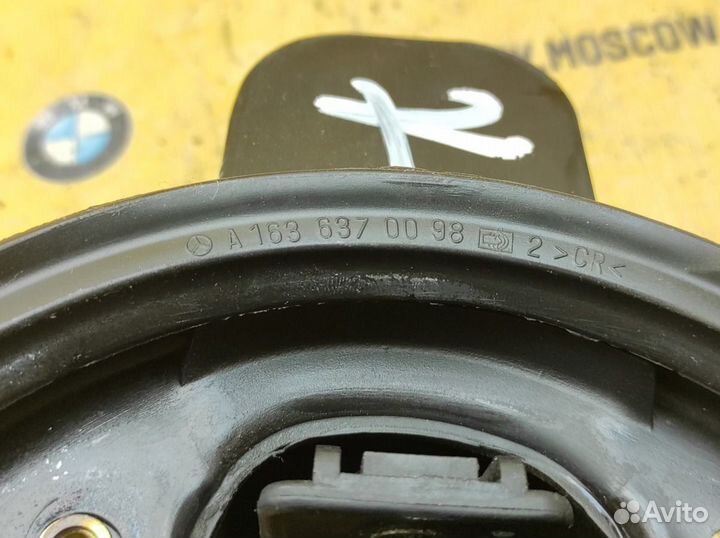 .MOSCOW.
A 163 637 00 98 2 >CR<
Avito